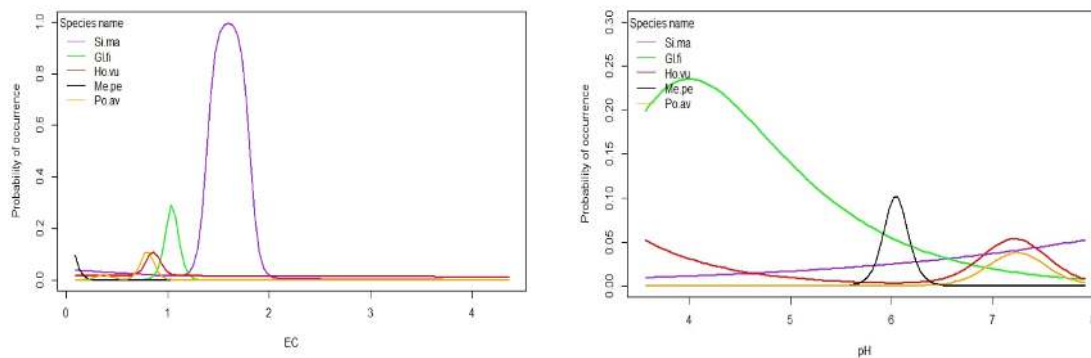 Species name
Si.ma
Gl.fi
Ho.vu
Me.pe
Po.av
Probability of occurrence
0.0
0.2
0.4
0.6
0.8
1.0
0
1
2
3
4
EC
Species name
Si.ma
Gl.fi
Ho.vu
Me.pe
Po.av
Probability of occurrence
0.00
0.05
0.10
0.15
0.20
0.25
0.30
4
5
6
7
pH